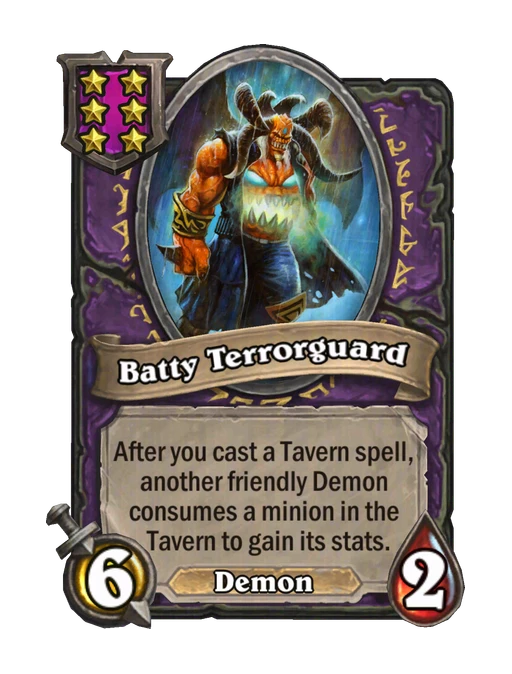 Batty Terrorguard
After you cast a Tavern spell,
another friendly Demon
consumes a minion in the
Tavern to gain its stats.
6
Demon
2